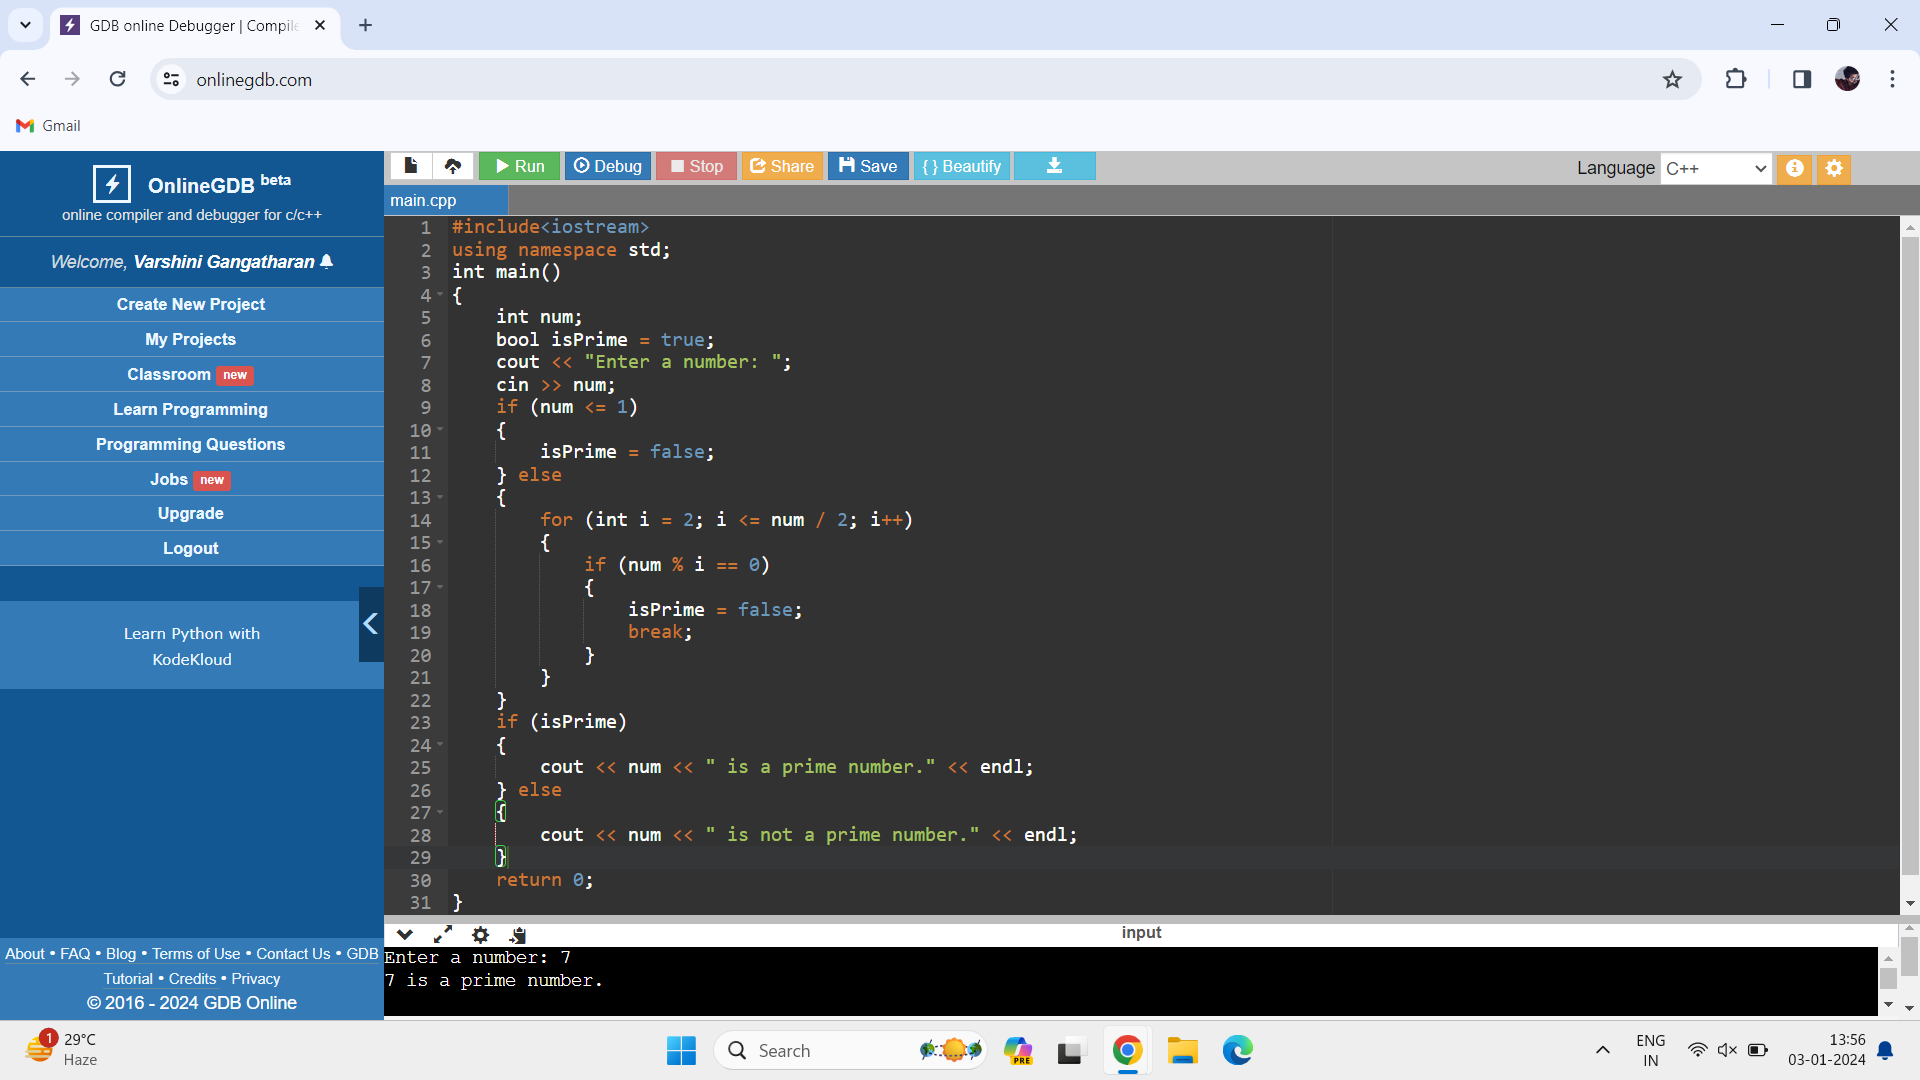 GDB online Debugger | Compile
onlinegdb.com
Gmail
OnlineGDB beta
online compiler and debugger for c/c++
Welcome, Varshini Gangatharan
Create New Project
My Projects
Classroom new
Learn Programming
Programming Questions
Jobs new
Upgrade
Logout
Learn Python with
KodeKloud
About • FAQ • Blog • Terms of Use • Contact Us • GDB
Tutorial • Credits • Privacy
© 2016 - 2024 GDB Online
Run Debug Stop Share Save { } Beautify
Language C++
main.cpp
1 #include<iostream>
2 using namespace std;
3 int main()
4 {
5 int num;
6 bool isPrime = true;
7 cout << "Enter a number: ";
8 cin >> num;
9 if (num <= 1)
10 {
11 isPrime = false;
12 } else
13 {
14 for (int i = 2; i <= num / 2; i++)
15 {
16 if (num % i == 0)
17 {
18 isPrime = false;
19 break;
20 }
21 }
22 }
23 if (isPrime)
24 {
25 cout << num << " is a prime number." << endl;
26 } else
27 {
28 cout << num << " is not a prime number." << endl;
29 }
30 return 0;
31 }
input
Enter a number: 7
7 is a prime number.
1
29°C
Haze
Search
PRE
ENG
IN
13:56
03-01-2024